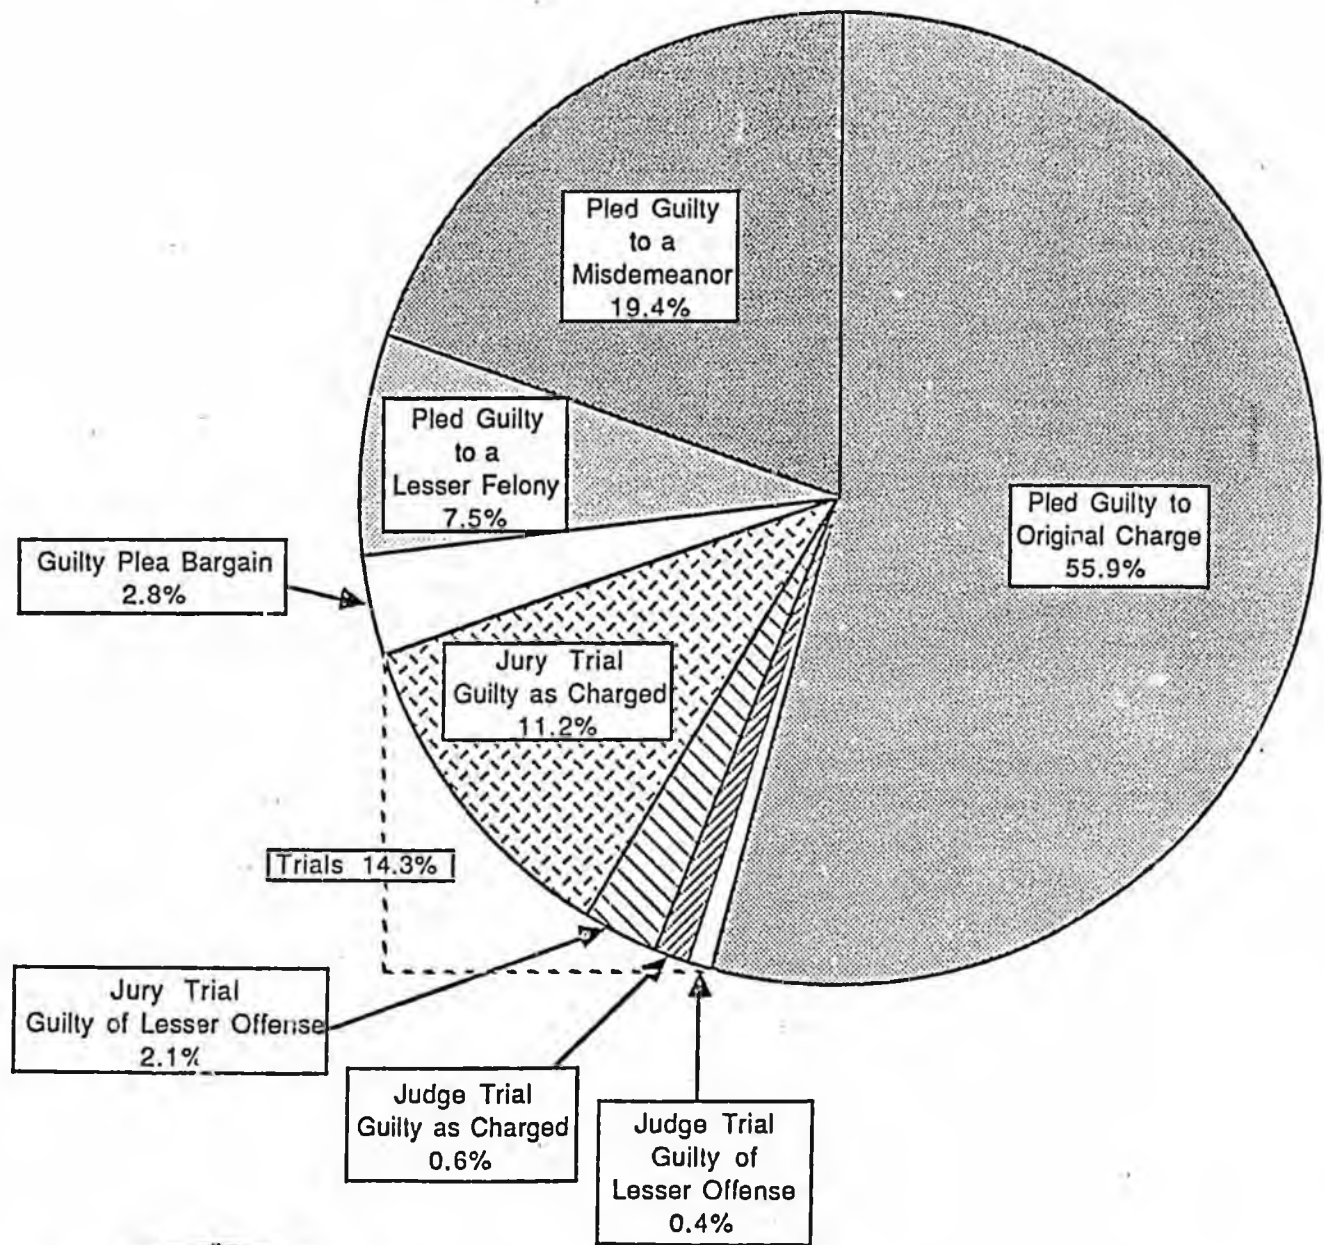 Pled Guilty
to a
Misdemeanor
19.4%
Pled Guilty
to a
Lesser Felony
7.5%
Pled Guilty to
Original Charge
55.9%
Guilty Plea Bargain
2.8%
Jury Trial
Guilty as Charged
11.2%
Trials 14.3%
Jury Trial
Guilty of Lesser Offense
2.1%
Judge Trial
Guilty as Charged
0.6%
Judge Trial
Guilty of
Lesser Offense
0.4%